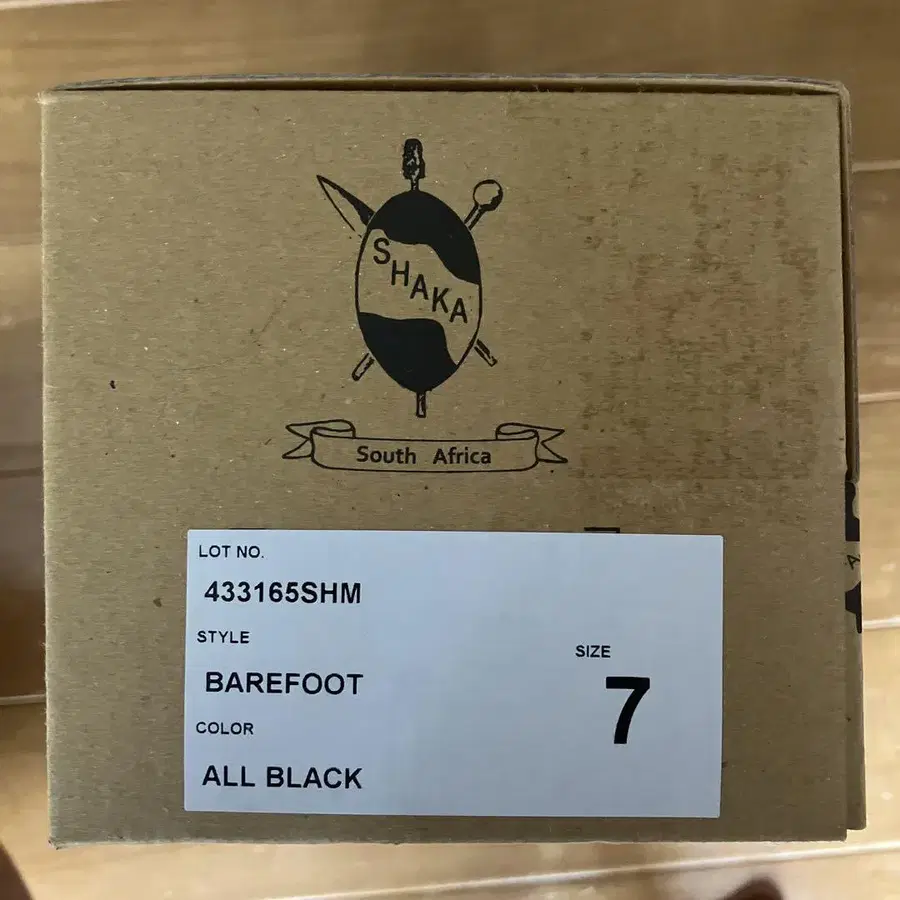 SHAKA
South Africa
LOT NO.
433165SHM
STYLE
BAREFOOT
SIZE
7
COLOR
ALL BLACK